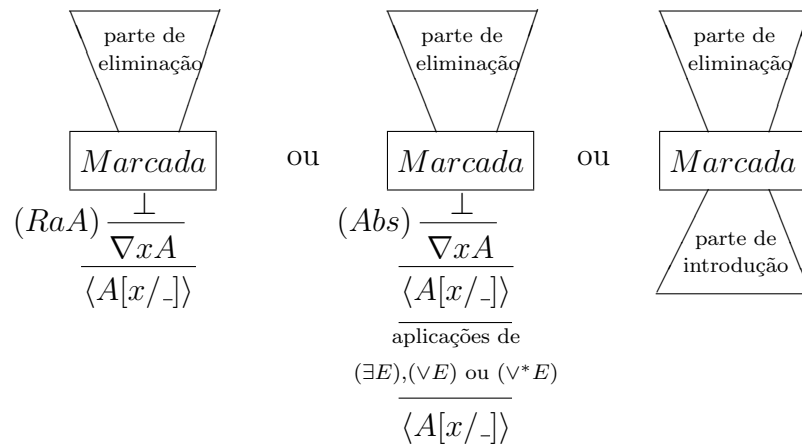 parte de
eliminação
Marcada
⊥
(RaA)
∇xA
⟨A[x/_]⟩
ou
parte de
eliminação
Marcada
⊥
(Abs)
∇xA
⟨A[x/_]⟩
aplicações de
(∃E),(∨E) ou (∨*E)
⟨A[x/_]⟩
ou
parte de
eliminação
Marcada
parte de
introdução